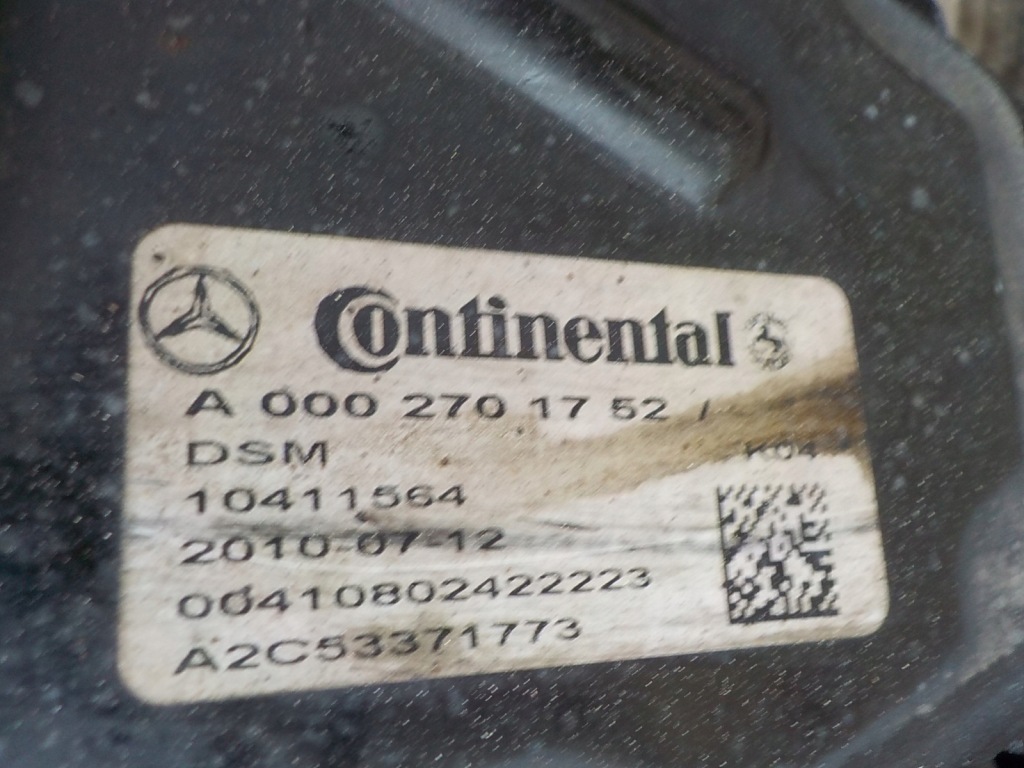 Continental
A 000 270 17 52 /
DSM
K04
10411564
2010-07-12
00410802422223
A2C53371773